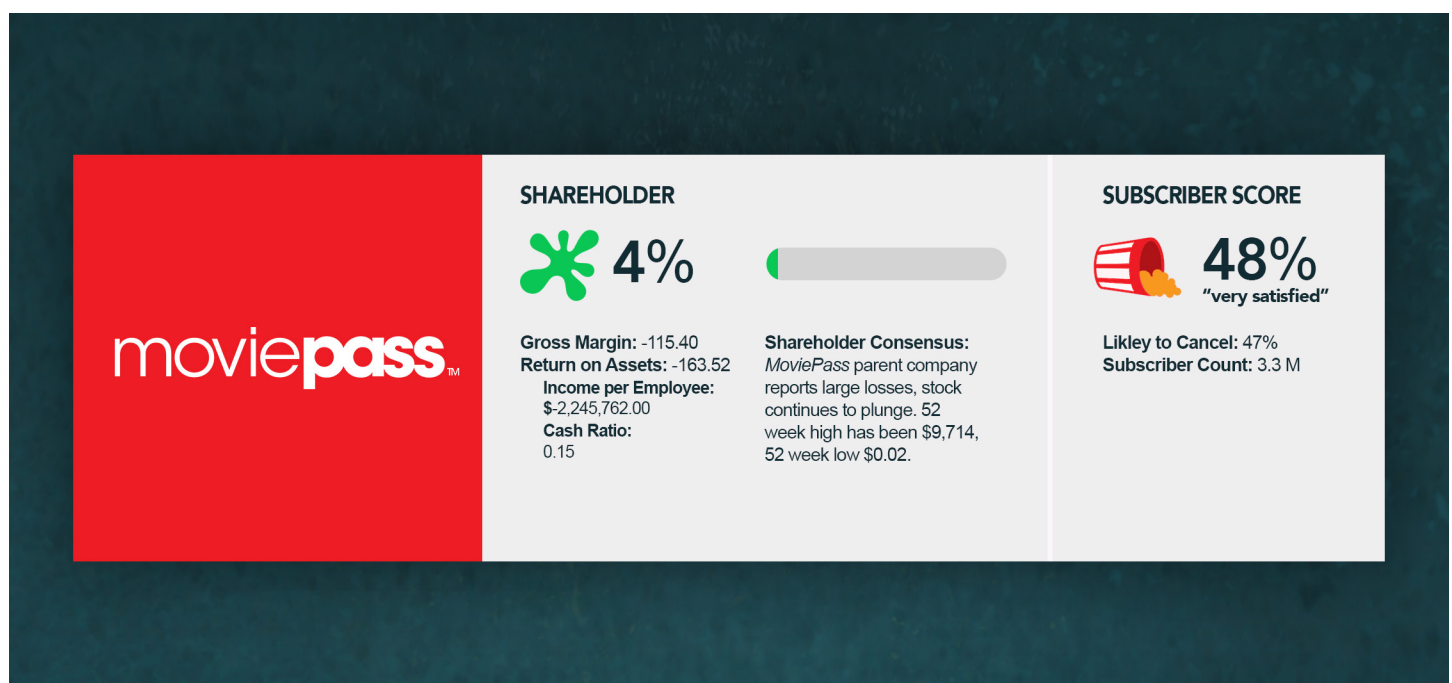 moviepass™
SHAREHOLDER
4%
Gross Margin: -115.40
Return on Assets: -163.52
Income per Employee:
$-2,245,762.00
Cash Ratio:
0.15
Shareholder Consensus:
MoviePass parent company
reports large losses, stock
continues to plunge. 52
week high has been $9,714,
52 week low $0.02.
SUBSCRIBER SCORE
48%
“very satisfied”
Likley to Cancel: 47%
Subscriber Count: 3.3 M